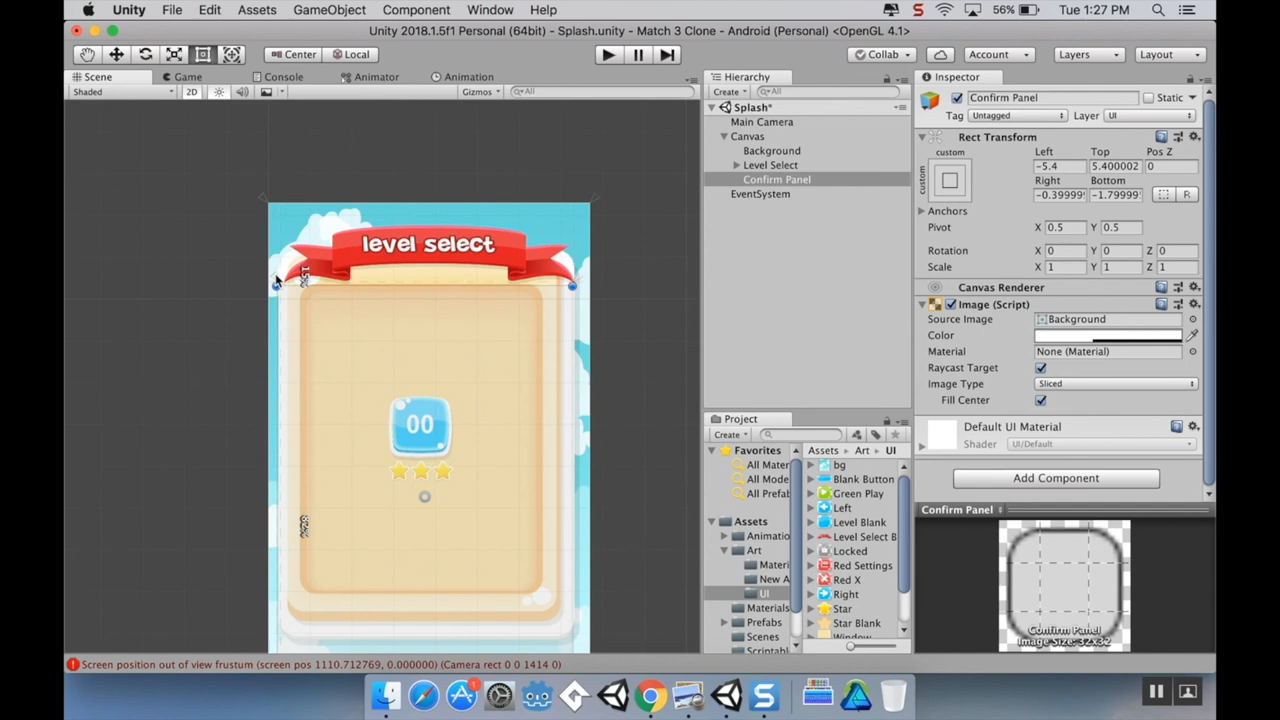 Unity File Edit Assets GameObject Component Window Help 56% Tue 1:27 PM
Unity 2018.1.5f1 Personal (64bit) - Splash.unity - Match 3 Clone - Android (Personal) <OpenGL 4.1>
Center Local Collab Account Layers Layout
Scene Game Console Animator Animation Hierarchy Inspector
Shaded 2D Gizmos All Create All
Confirm Panel Static
Tag Untagged Layer UI
Splash*
Main Camera
Canvas
Background
Level Select
Confirm Panel
EventSystem
Rect Transform
custom Left Top Pos Z
custom -5.4 5.400002 0
Right Bottom
-0.39999 -1.79999 R
Anchors
Pivot X 0.5 Y 0.5
Rotation X 0 Y 0 Z 0
Scale X 1 Y 1 Z 1
Canvas Renderer
Image (Script)
Source Image Background
Color
Material None (Material)
Raycast Target
Image Type Sliced
Fill Center
Default UI Material
Shader UI/Default
Add Component
Confirm Panel
Confirm Panel
Image Size: 32x32
level select
15%
00
85%
Project
Create
Favorites
All Mater
All Mode
All Prefab
Assets
Animatio
Art
Materi
New A
UI
Materials
Prefabs
Scenes
Scriptabl
Assets Art UI
bg
Blank Button
Green Play
Left
Level Blank
Level Select B
Locked
Red Settings
Red X
Right
Star
Star Blank
Window
Screen position out of view frustum (screen pos 1110.712769, 0.000000) (Camera rect 0 0 1414 0)
1